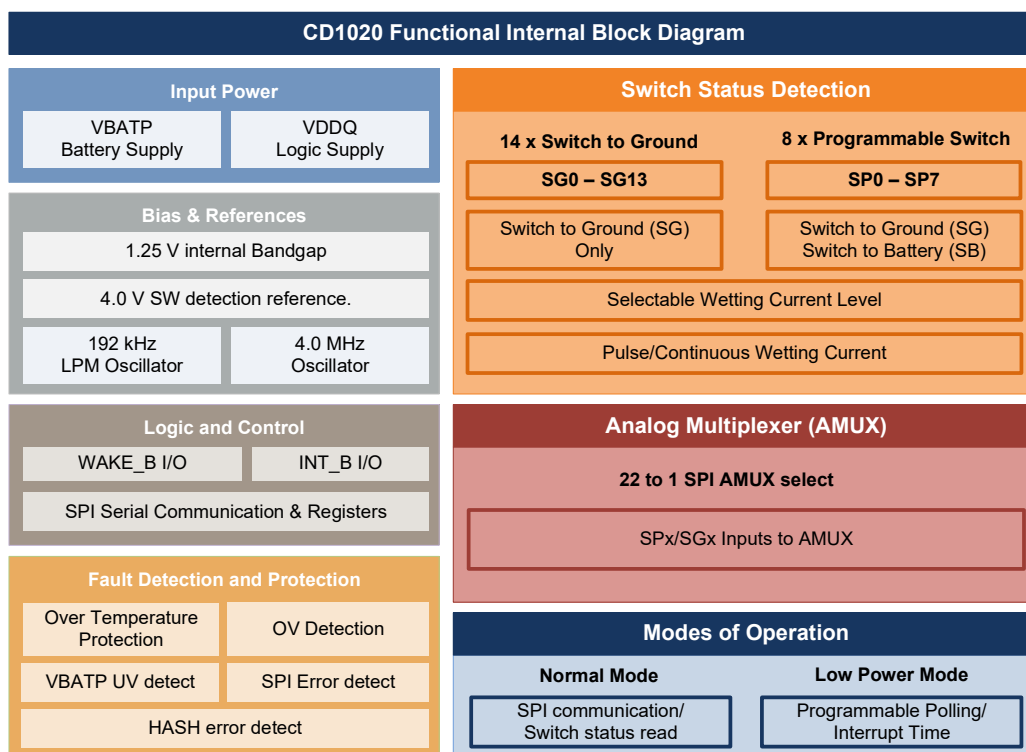 CD1020 Functional Internal Block Diagram
Input Power
VBATP
Battery Supply
VDDQ
Logic Supply
Bias & References
1.25 V internal Bandgap
4.0 V SW detection reference.
192 kHz
LPM Oscillator
4.0 MHz
Oscillator
Logic and Control
WAKE_B I/O
INT_B I/O
SPI Serial Communication & Registers
Fault Detection and Protection
Over Temperature
Protection
OV Detection
VBATP UV detect
SPI Error detect
HASH error detect
Switch Status Detection
14 x Switch to Ground
8 x Programmable Switch
SG0 – SG13
SP0 – SP7
Switch to Ground (SG)
Only
Switch to Ground (SG)
Switch to Battery (SB)
Selectable Wetting Current Level
Pulse/Continuous Wetting Current
Analog Multiplexer (AMUX)
22 to 1 SPI AMUX select
SPx/SGx Inputs to AMUX
Modes of Operation
Normal Mode
Low Power Mode
SPI communication/
Switch status read
Programmable Polling/
Interrupt Time